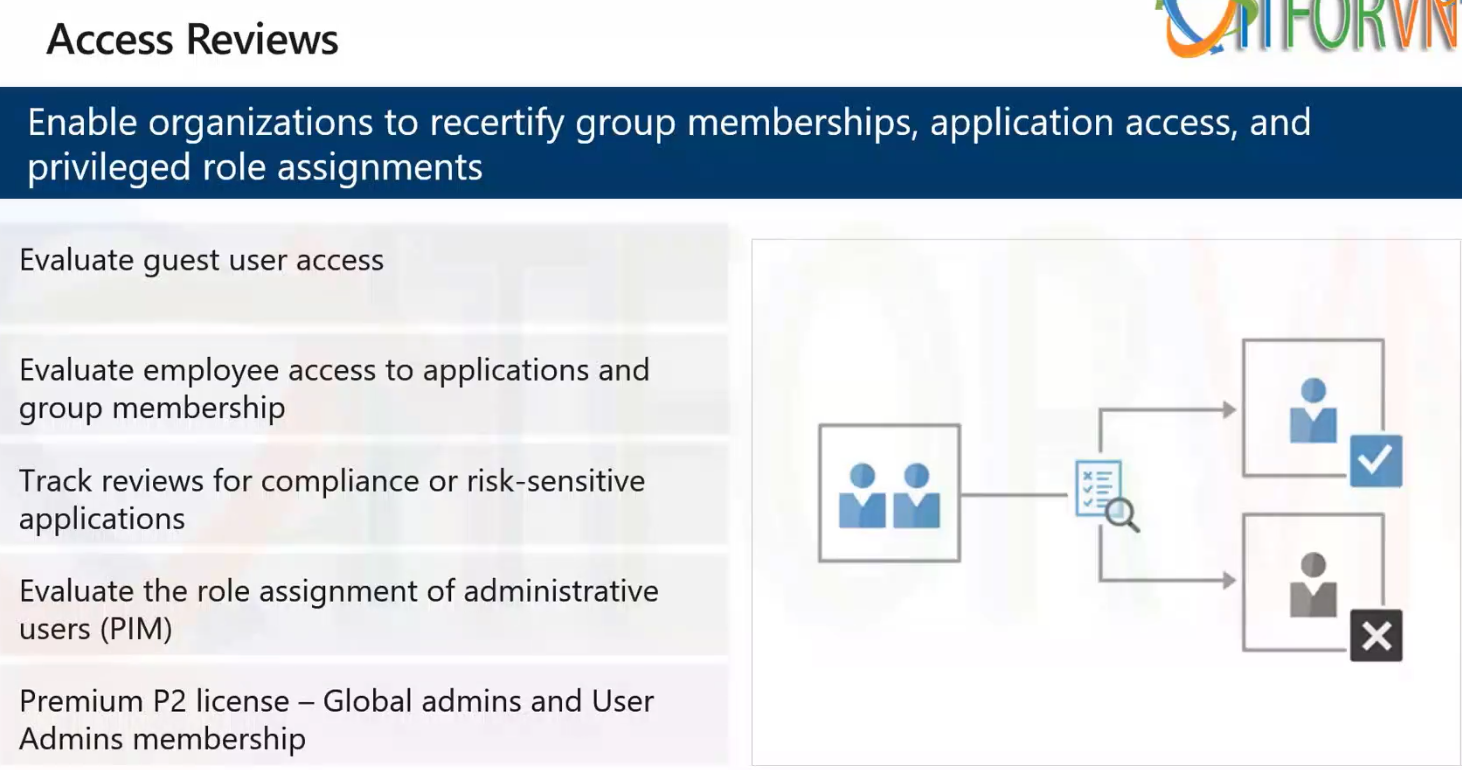 Access Reviews
ITFORVN
Enable organizations to recertify group memberships, application access, and
privileged role assignments
Evaluate guest user access
Evaluate employee access to applications and
group membership
Track reviews for compliance or risk-sensitive
applications
Evaluate the role assignment of administrative
users (PIM)
Premium P2 license – Global admins and User
Admins membership